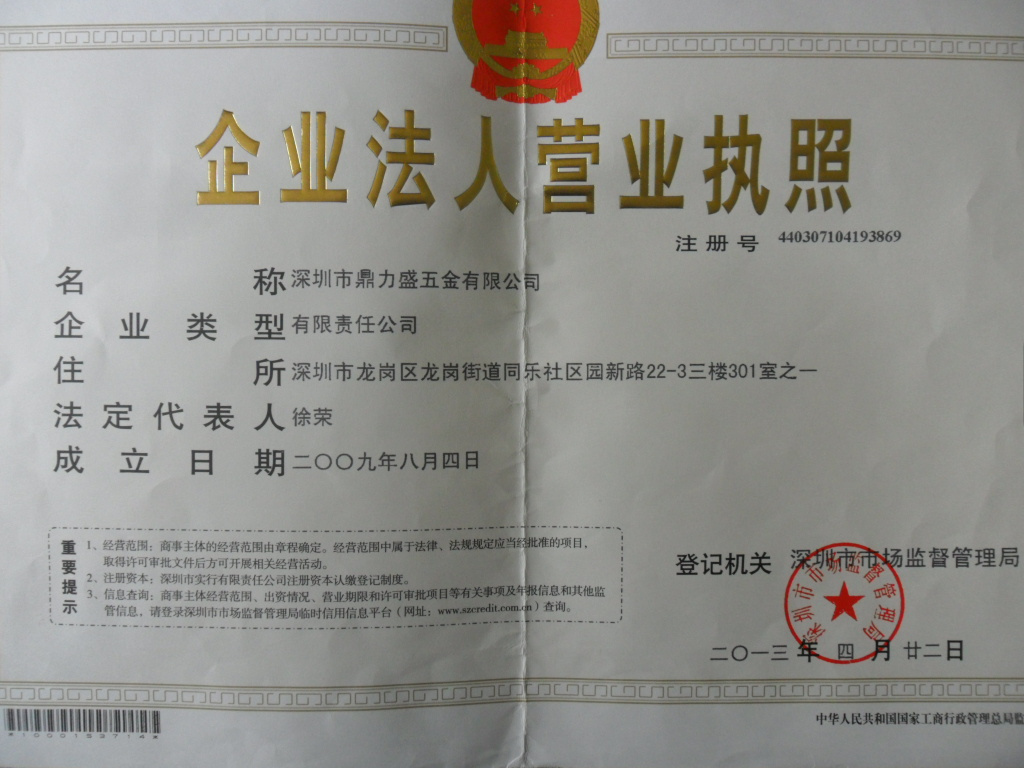 企业法人营业执照
注册号 440307104193869
名称 深圳市鼎力盛五金有限公司
企业类型 有限责任公司
住所 深圳市龙岗区龙岗街道同乐社区园新路22-3三楼301室之一
法定代表人 徐荣
成立日期 二〇〇九年八月四日
重要提示
1、经营范围：商事主体的经营范围由章程确定。经营范围中属于法律、法规规定应当经批准的项目，
取得许可审批文件后方可开展相关经营活动。
2、注册资本：深圳市实行有限责任公司注册资本认缴登记制度。
3、信息查询：商事主体经营范围、出资情况、营业期限和许可审批项目等有关事项及年报信息和其他监
管信息，请登录深圳市市场监督管理局临时信用信息平台（网址：www.szcredit.com.cn）查询。
登记机关 深圳市市场监督管理局
深圳市市场监督管理局
二〇一三年四月廿二日
*1000153714*
中华人民共和国国家工商行政管理总局监